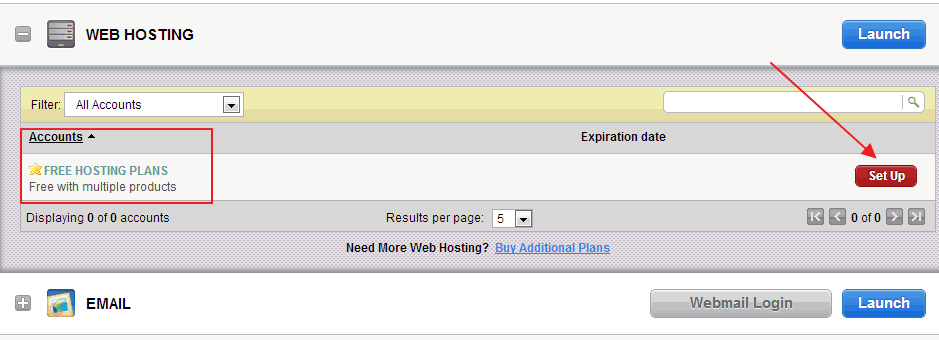 WEB HOSTING Launch
Filter: All Accounts
Accounts Expiration date
FREE HOSTING PLANS
Free with multiple products
Set Up
Displaying 0 of 0 accounts Results per page: 5 0 of 0
Need More Web Hosting? Buy Additional Plans
EMAIL Webmail Login Launch